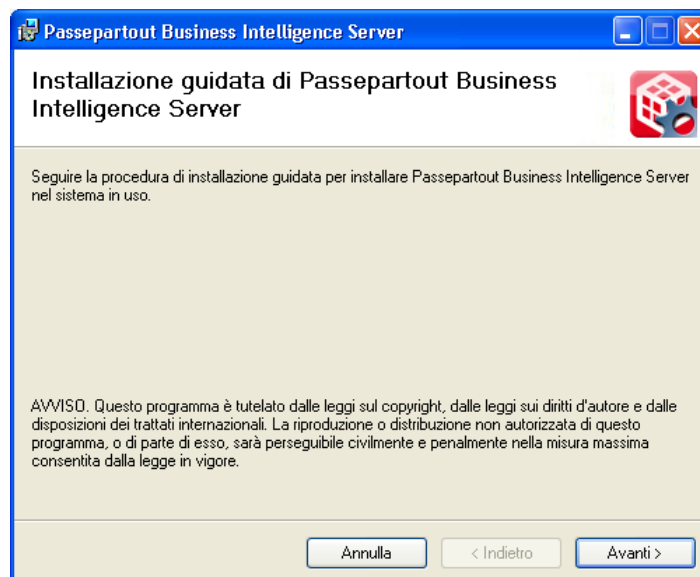 Passepartout Business Intelligence Server
Installazione guidata di Passepartout Business
Intelligence Server
Seguire la procedura di installazione guidata per installare Passepartout Business Intelligence Server
nel sistema in uso.
AVVISO. Questo programma è tutelato dalle leggi sul copyright, dalle leggi sui diritti d'autore e dalle
disposizioni dei trattati internazionali. La riproduzione o distribuzione non autorizzata di questo
programma, o di parte di esso, sarà perseguibile civilmente e penalmente nella misura massima
consentita dalla legge in vigore.
Annulla
< Indietro
Avanti >